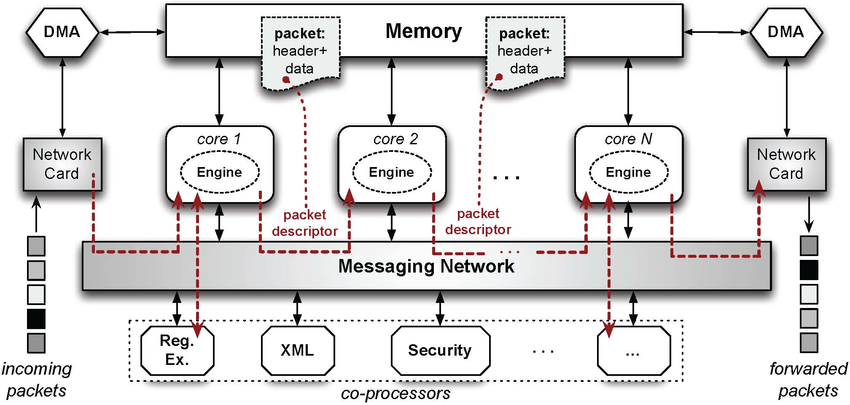 DMA
Memory
packet:
header+
data
packet:
header+
data
DMA
Network
Card
core 1
Engine
core 2
Engine
. . .
core N
Engine
Network
Card
packet
descriptor
packet
descriptor
. . .
Messaging Network
Reg.
Ex.
XML
Security
. . .
...
incoming
packets
co-processors
forwarded
packets